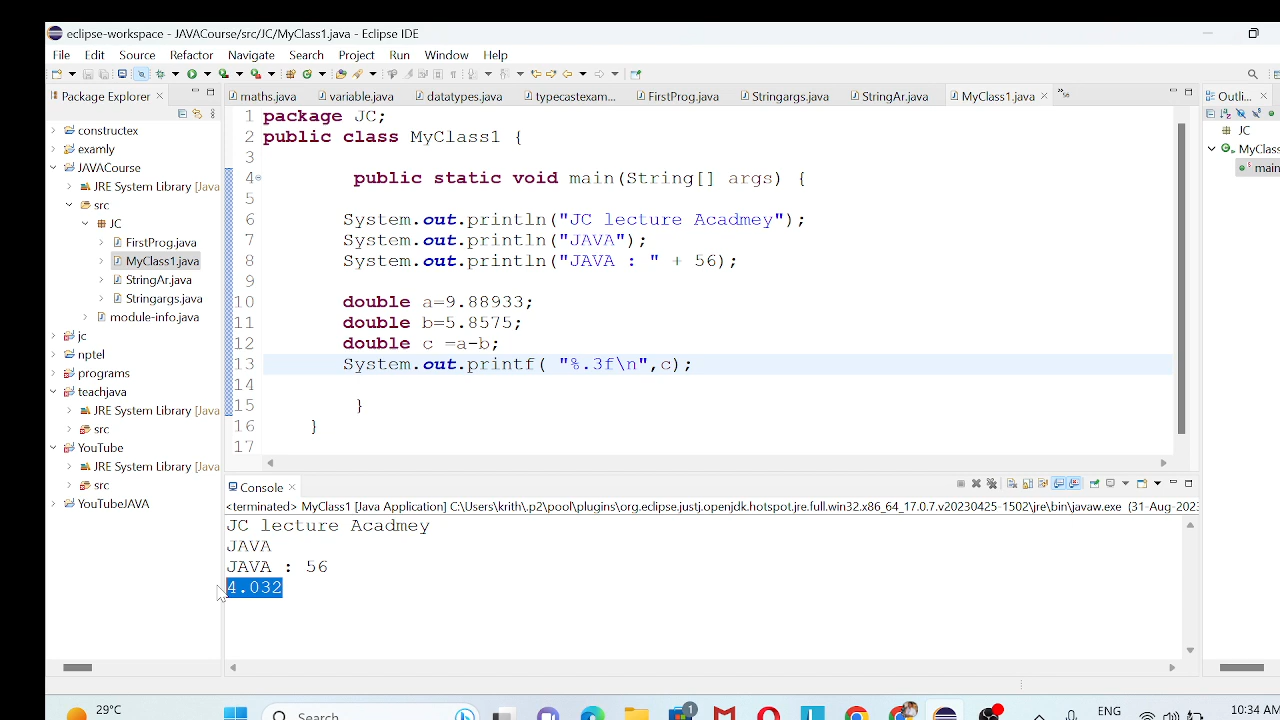 eclipse-workspace - JAVACourse/src/JC/MyClass1.java - Eclipse IDE
File Edit Source Refactor Navigate Search Project Run Window Help
Package Explorer
maths.java variable.java datatypes.java typecastexam... FirstProg.java Stringargs.java StringAr.java MyClass1.java
Outli...
constructex
examly
JAVACourse
JRE System Library [Java
src
JC
FirstProg.java
MyClass1.java
StringAr.java
Stringargs.java
module-info.java
jc
nptel
programs
teachjava
JRE System Library [Java
src
YouTube
JRE System Library [Java
src
YouTubeJAVA
1 package JC;
2 public class MyClass1 {
3
4 public static void main(String[] args) {
5
6 System.out.println("JC lecture Acadmey");
7 System.out.println("JAVA");
8 System.out.println("JAVA : " + 56);
9
10 double a=9.88933;
11 double b=5.8575;
12 double c =a-b;
13 System.out.printf( "%.3f\n",c);
14
15 }
16 }
17
JC
MyClass
main
Console
<terminated> MyClass1 [Java Application] C:\Users\krith\.p2\pool\plugins\org.eclipse.justj.openjdk.hotspot.jre.full.win32.x86_64_17.0.7.v20230425-1502\jre\bin\javaw.exe (31-Aug-202
JC lecture Acadmey
JAVA
JAVA : 56
4.032
29°C
Search
1
ENG
10:34 AM